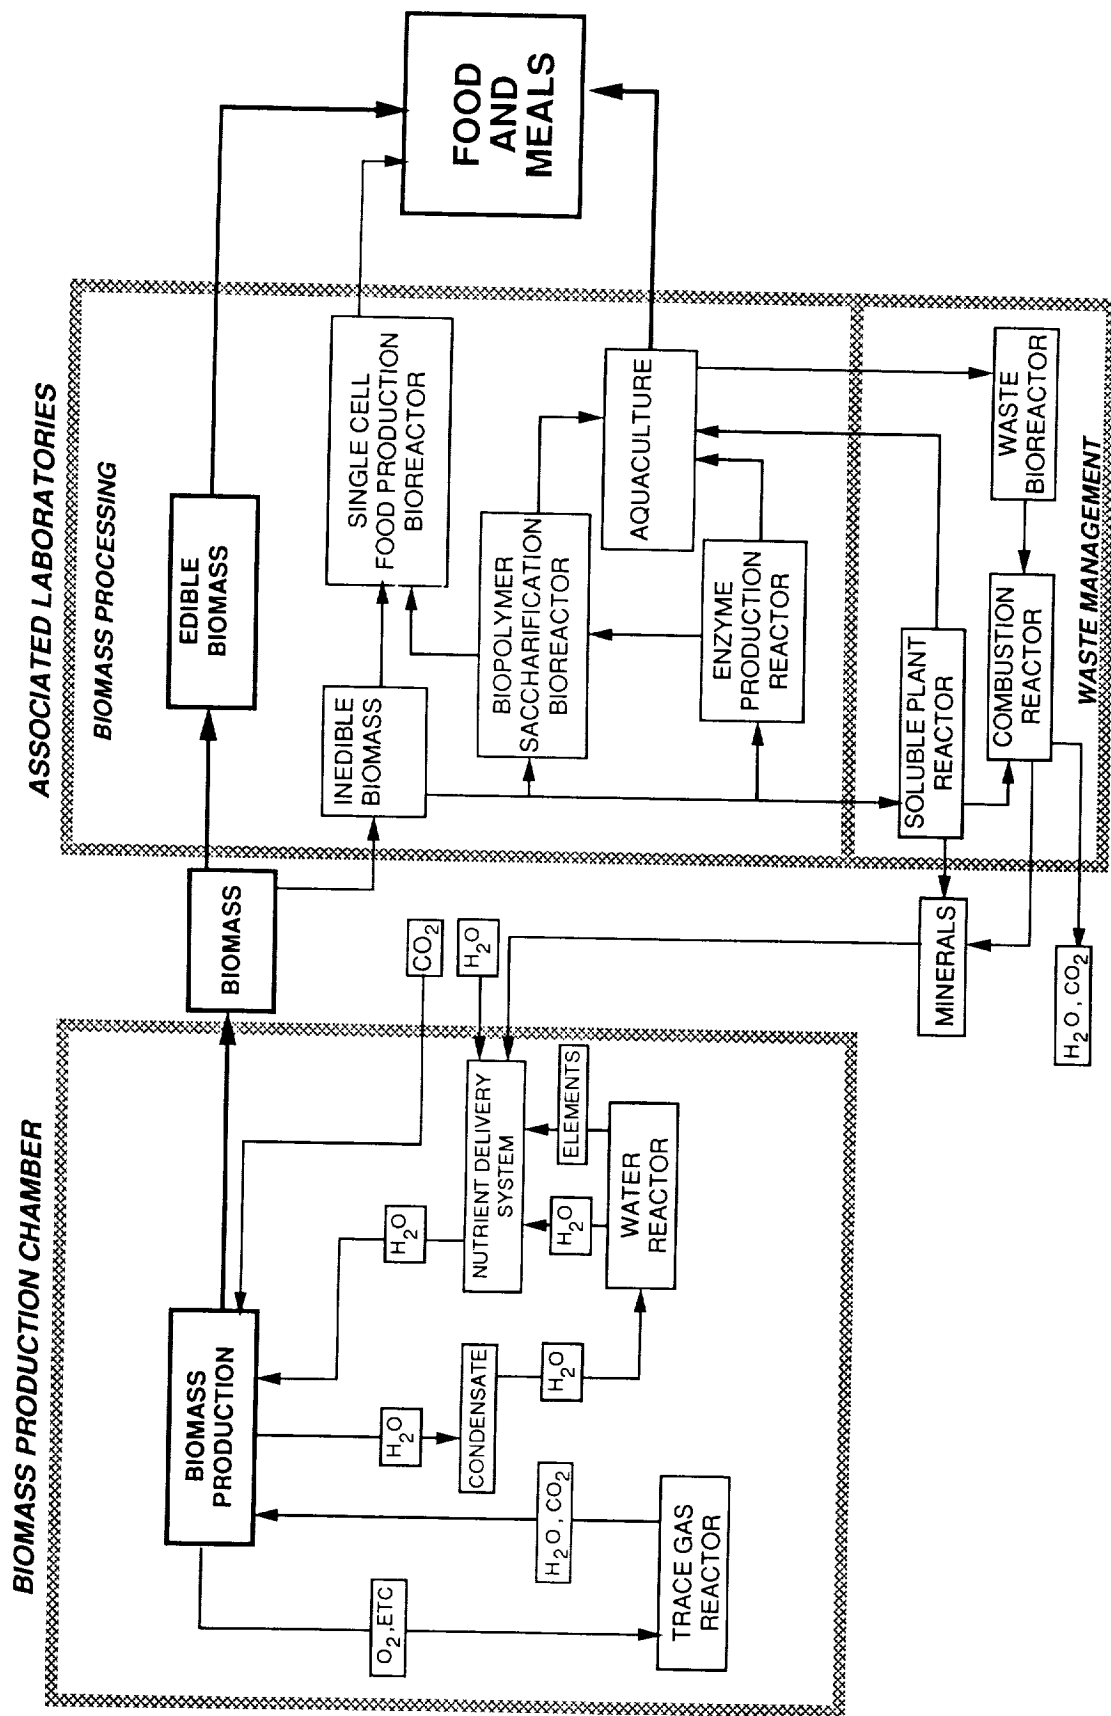 BIOMASS PRODUCTION CHAMBER
BIOMASS
PRODUCTION
O2,ETC
TRACE GAS
REACTOR
H2O, CO2
H2O
CONDENSATE
H2O
WATER
REACTOR
H2O
ELEMENTS
NUTRIENT DELIVERY
SYSTEM
H2O
CO2
H2O
BIOMASS
MINERALS
H2O, CO2
ASSOCIATED LABORATORIES
BIOMASS PROCESSING
EDIBLE
BIOMASS
INEDIBLE
BIOMASS
SINGLE CELL
FOOD PRODUCTION
BIOREACTOR
BIOPOLYMER
SACCHARIFICATION
BIOREACTOR
AQUACULTURE
ENZYME
PRODUCTION
REACTOR
SOLUBLE PLANT
REACTOR
COMBUSTION
REACTOR
WASTE
BIOREACTOR
WASTE MANAGEMENT
FOOD
AND
MEALS